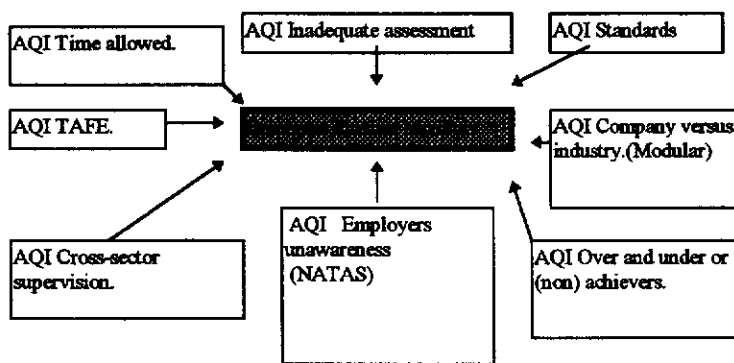 AQI Time allowed.
AQI Inadequate assessment
AQI Standards
AQI TAFE.
AQI Company versus
industry.(Modular)
AQI Cross-sector
supervision.
AQI Employers
unawareness
(NATAS)
AQI Over and under or
(non) achievers.